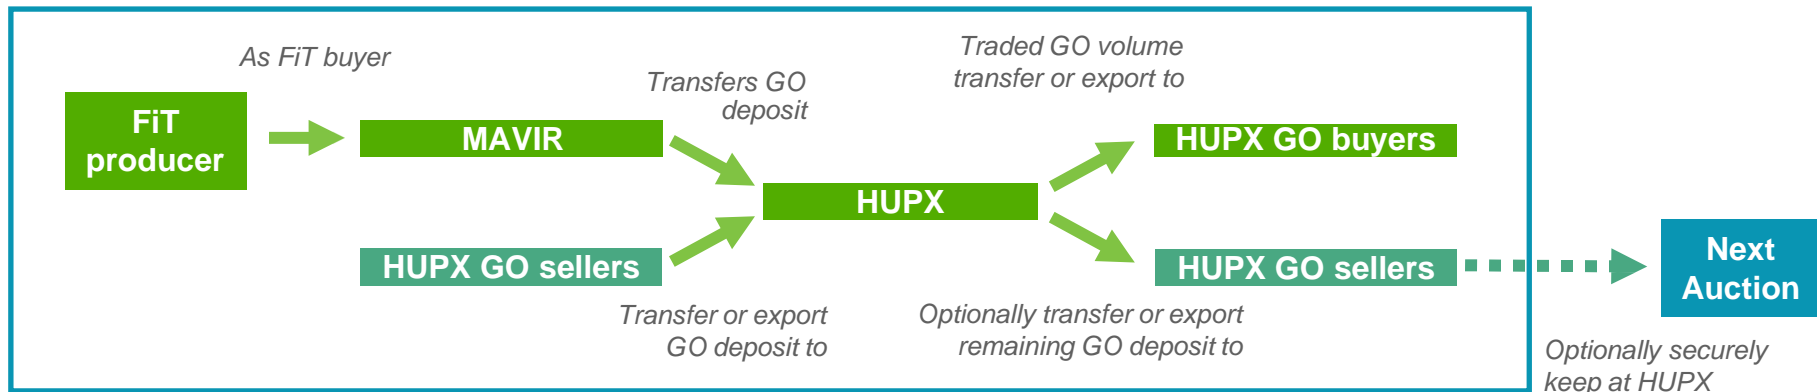 As FiT buyer
Traded GO volume
transfer or export to
Transfers GO
deposit
FiT
producer
MAVIR
HUPX GO buyers
HUPX
HUPX GO sellers
HUPX GO sellers
Next
Auction
Transfer or export
GO deposit to
Optionally transfer or export
remaining GO deposit to
Optionally securely
keep at HUPX